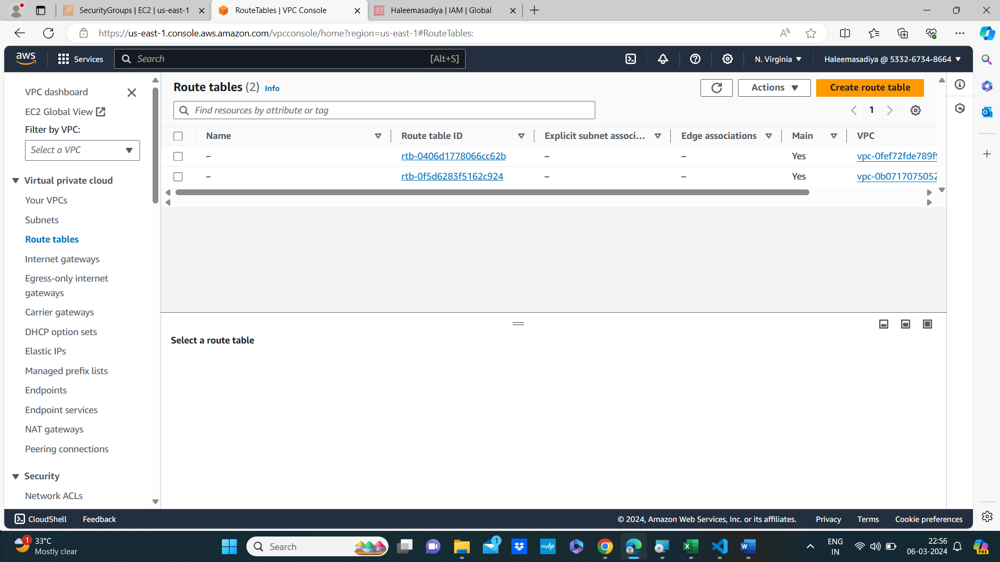 SecurityGroups | EC2 | us-east-1
RouteTables | VPC Console
Haleemasadiya | IAM | Global
https://us-east-1.console.aws.amazon.com/vpcconsole/home?region=us-east-1#RouteTables:
aws
Services
Search
[Alt+S]
N. Virginia
Haleemasadiya @ 5332-6734-8664
VPC dashboard
EC2 Global View
Filter by VPC:
Select a VPC
Virtual private cloud
Your VPCs
Subnets
Route tables
Internet gateways
Egress-only internet
gateways
Carrier gateways
DHCP option sets
Elastic IPs
Managed prefix lists
Endpoints
Endpoint services
NAT gateways
Peering connections
Security
Network ACLs
Route tables (2) Info
Actions
Create route table
Find resources by attribute or tag
1
Name Route table ID Explicit subnet associ... Edge associations Main VPC
– rtb-0406d1778066cc62b – – Yes vpc-0fef72fde789f9
– rtb-0f5d6283f5162c924 – – Yes vpc-0b0717075052
Select a route table
CloudShell
Feedback
© 2024, Amazon Web Services, Inc. or its affiliates.
Privacy
Terms
Cookie preferences
1
33°C
Mostly clear
Search
1
myhp
ENG
IN
22:56
06-03-2024
PRE